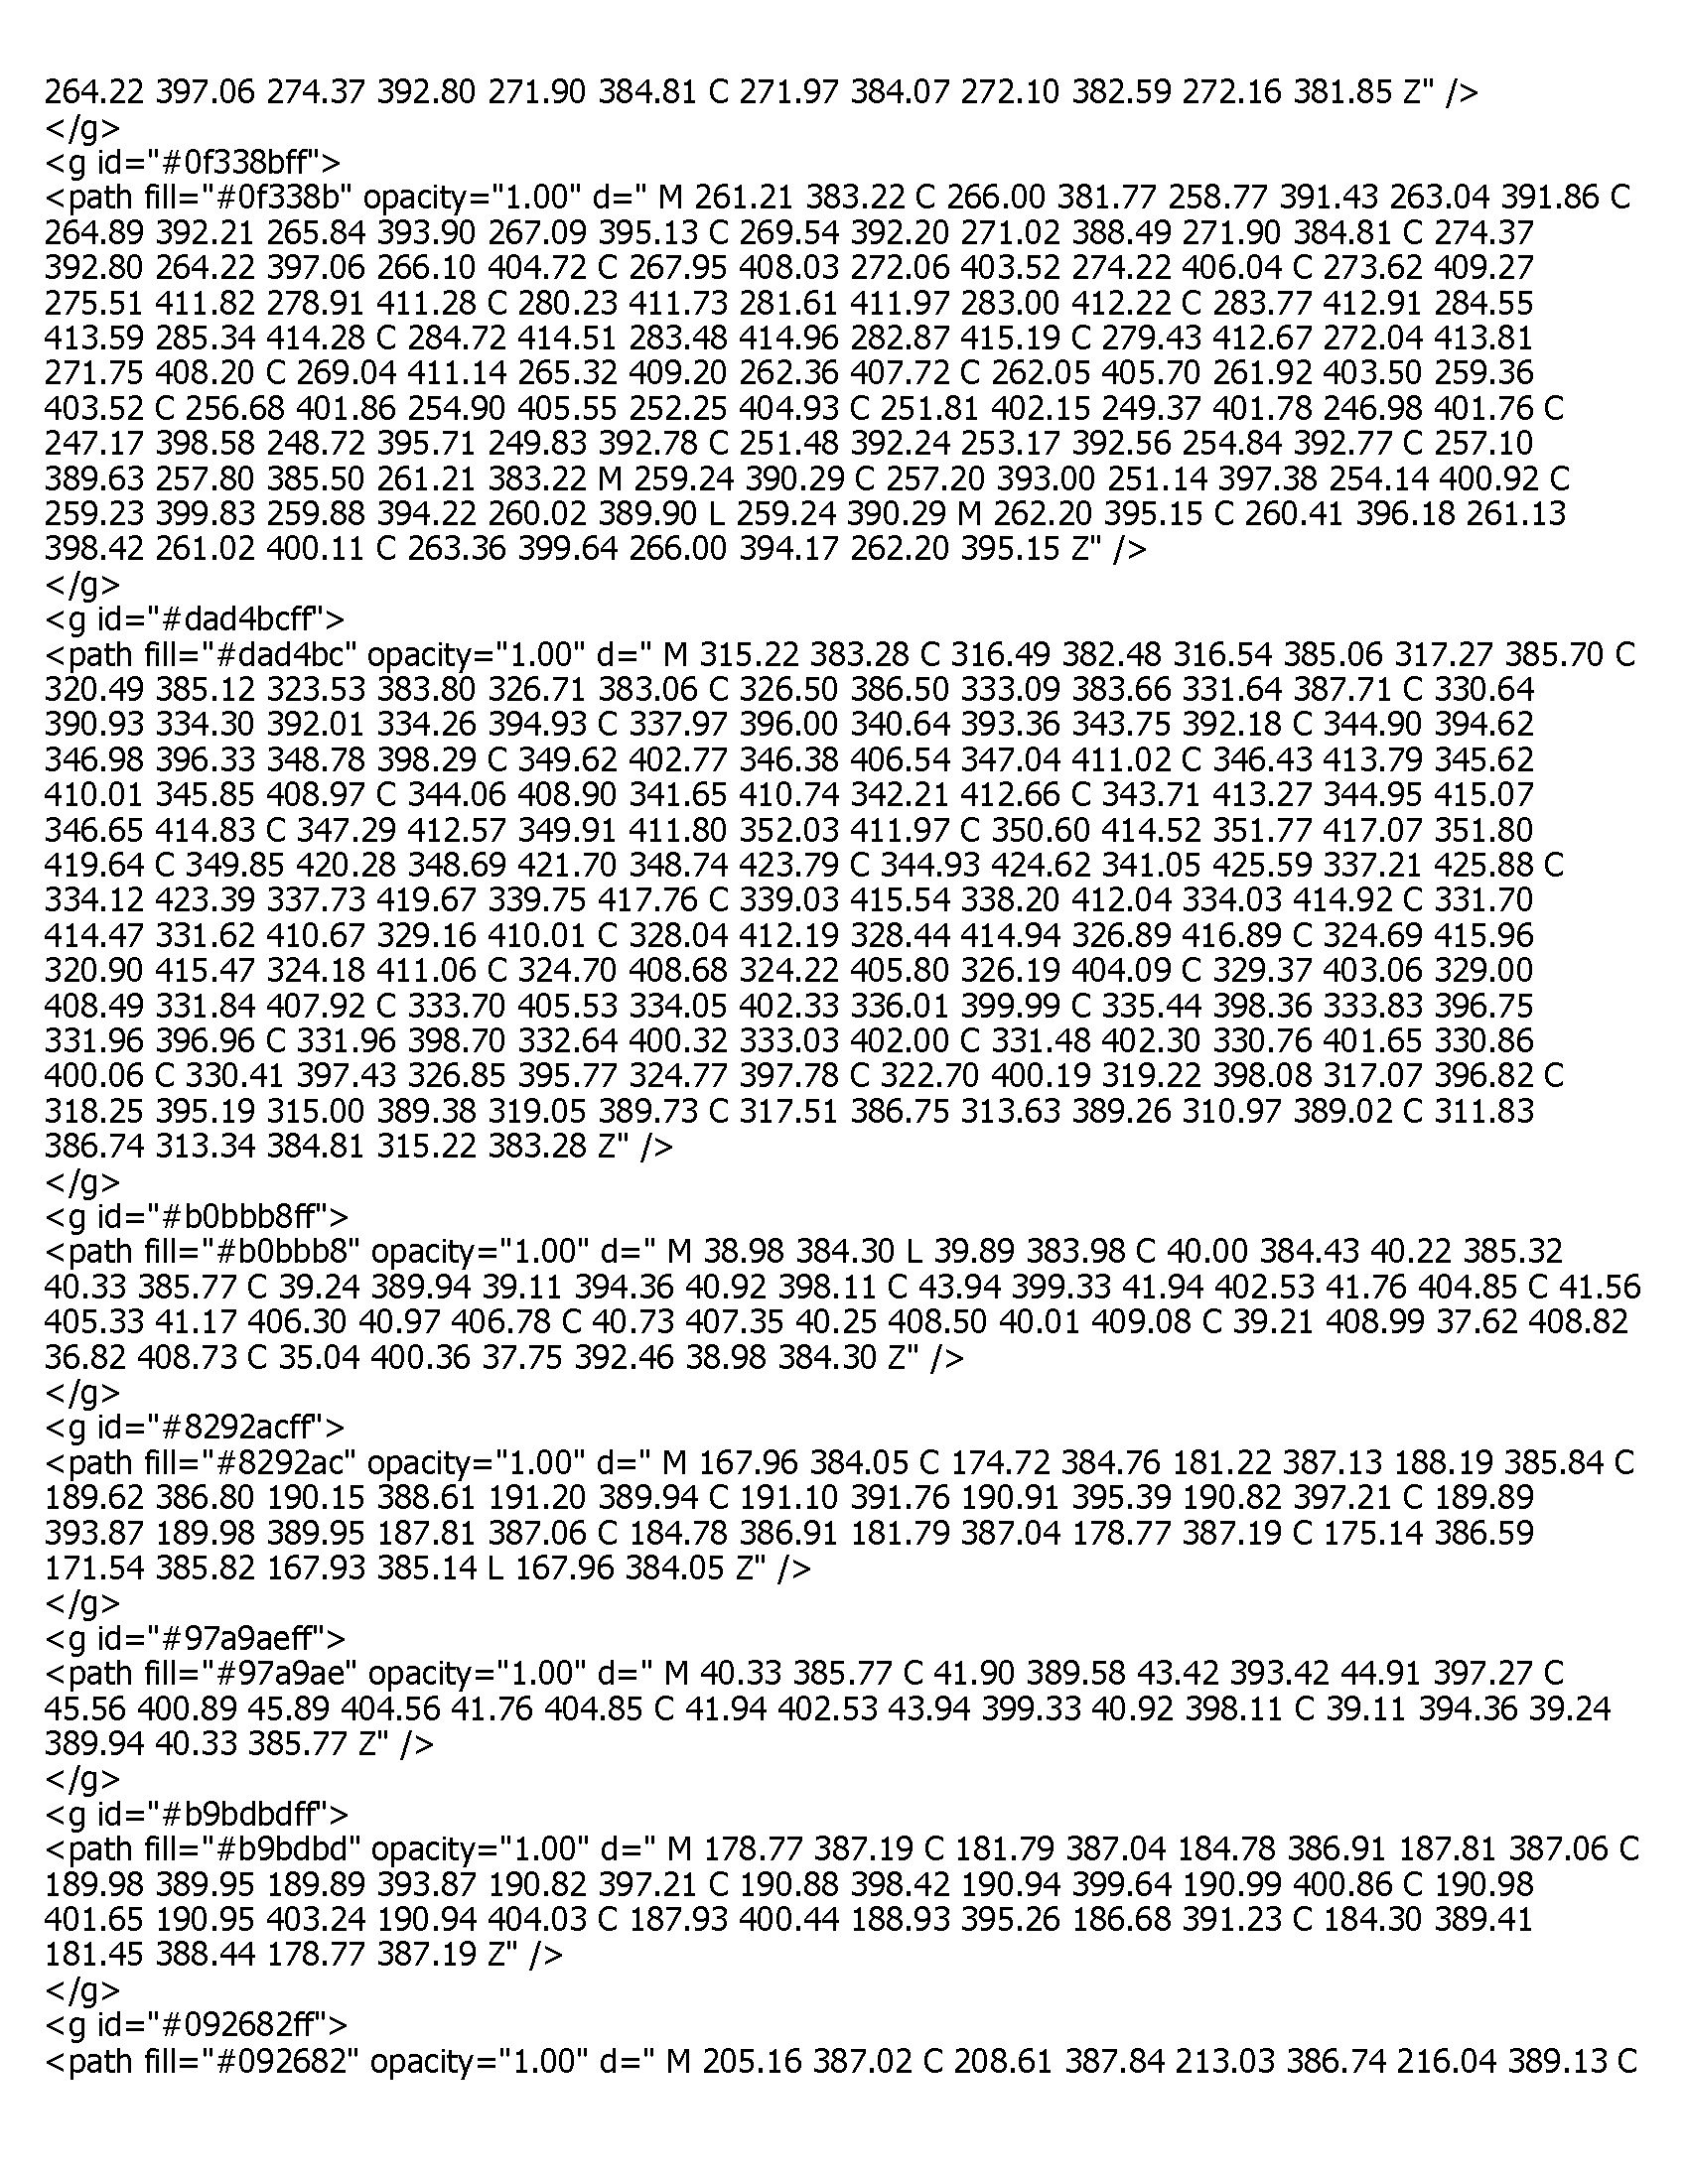 264.22 397.06 274.37 392.80 271.90 384.81 C 271.97 384.07 272.10 382.59 272.16 381.85 Z" />
</g>
<g id="#0f338bff">
<path fill="#0f338b" opacity="1.00" d=" M 261.21 383.22 C 266.00 381.77 258.77 391.43 263.04 391.86 C
264.89 392.21 265.84 393.90 267.09 395.13 C 269.54 392.20 271.02 388.49 271.90 384.81 C 274.37
392.80 264.22 397.06 266.10 404.72 C 267.95 408.03 272.06 403.52 274.22 406.04 C 273.62 409.27
275.51 411.82 278.91 411.28 C 280.23 411.73 281.61 411.97 283.00 412.22 C 283.77 412.91 284.55
413.59 285.34 414.28 C 284.72 414.51 283.48 414.96 282.87 415.19 C 279.43 412.67 272.04 413.81
271.75 408.20 C 269.04 411.14 265.32 409.20 262.36 407.72 C 262.05 405.70 261.92 403.50 259.36
403.52 C 256.68 401.86 254.90 405.55 252.25 404.93 C 251.81 402.15 249.37 401.78 246.98 401.76 C
247.17 398.58 248.72 395.71 249.83 392.78 C 251.48 392.24 253.17 392.56 254.84 392.77 C 257.10
389.63 257.80 385.50 261.21 383.22 M 259.24 390.29 C 257.20 393.00 251.14 397.38 254.14 400.92 C
259.23 399.83 259.88 394.22 260.02 389.90 L 259.24 390.29 M 262.20 395.15 C 260.41 396.18 261.13
398.42 261.02 400.11 C 263.36 399.64 266.00 394.17 262.20 395.15 Z" />
</g>
<g id="#dad4bcff">
<path fill="#dad4bc" opacity="1.00" d=" M 315.22 383.28 C 316.49 382.48 316.54 385.06 317.27 385.70 C
320.49 385.12 323.53 383.80 326.71 383.06 C 326.50 386.50 333.09 383.66 331.64 387.71 C 330.64
390.93 334.30 392.01 334.26 394.93 C 337.97 396.00 340.64 393.36 343.75 392.18 C 344.90 394.62
346.98 396.33 348.78 398.29 C 349.62 402.77 346.38 406.54 347.04 411.02 C 346.43 413.79 345.62
410.01 345.85 408.97 C 344.06 408.90 341.65 410.74 342.21 412.66 C 343.71 413.27 344.95 415.07
346.65 414.83 C 347.29 412.57 349.91 411.80 352.03 411.97 C 350.60 414.52 351.77 417.07 351.80
419.64 C 349.85 420.28 348.69 421.70 348.74 423.79 C 344.93 424.62 341.05 425.59 337.21 425.88 C
334.12 423.39 337.73 419.67 339.75 417.76 C 339.03 415.54 338.20 412.04 334.03 414.92 C 331.70
414.47 331.62 410.67 329.16 410.01 C 328.04 412.19 328.44 414.94 326.89 416.89 C 324.69 415.96
320.90 415.47 324.18 411.06 C 324.70 408.68 324.22 405.80 326.19 404.09 C 329.37 403.06 329.00
408.49 331.84 407.92 C 333.70 405.53 334.05 402.33 336.01 399.99 C 335.44 398.36 333.83 396.75
331.96 396.96 C 331.96 398.70 332.64 400.32 333.03 402.00 C 331.48 402.30 330.76 401.65 330.86
400.06 C 330.41 397.43 326.85 395.77 324.77 397.78 C 322.70 400.19 319.22 398.08 317.07 396.82 C
318.25 395.19 315.00 389.38 319.05 389.73 C 317.51 386.75 313.63 389.26 310.97 389.02 C 311.83
386.74 313.34 384.81 315.22 383.28 Z" />
</g>
<g id="#b0bbb8ff">
<path fill="#b0bbb8" opacity="1.00" d=" M 38.98 384.30 L 39.89 383.98 C 40.00 384.43 40.22 385.32
40.33 385.77 C 39.24 389.94 39.11 394.36 40.92 398.11 C 43.94 399.33 41.94 402.53 41.76 404.85 C 41.56
405.33 41.17 406.30 40.97 406.78 C 40.73 407.35 40.25 408.50 40.01 409.08 C 39.21 408.99 37.62 408.82
36.82 408.73 C 35.04 400.36 37.75 392.46 38.98 384.30 Z" />
</g>
<g id="#8292acff">
<path fill="#8292ac" opacity="1.00" d=" M 167.96 384.05 C 174.72 384.76 181.22 387.13 188.19 385.84 C
189.62 386.80 190.15 388.61 191.20 389.94 C 191.10 391.76 190.91 395.39 190.82 397.21 C 189.89
393.87 189.98 389.95 187.81 387.06 C 184.78 386.91 181.79 387.04 178.77 387.19 C 175.14 386.59
171.54 385.82 167.93 385.14 L 167.96 384.05 Z" />
</g>
<g id="#97a9aeff">
<path fill="#97a9ae" opacity="1.00" d=" M 40.33 385.77 C 41.90 389.58 43.42 393.42 44.91 397.27 C
45.56 400.89 45.89 404.56 41.76 404.85 C 41.94 402.53 43.94 399.33 40.92 398.11 C 39.11 394.36 39.24
389.94 40.33 385.77 Z" />
</g>
<g id="#b9bdbdff">
<path fill="#b9bdbd" opacity="1.00" d=" M 178.77 387.19 C 181.79 387.04 184.78 386.91 187.81 387.06 C
189.98 389.95 189.89 393.87 190.82 397.21 C 190.88 398.42 190.94 399.64 190.99 400.86 C 190.98
401.65 190.95 403.24 190.94 404.03 C 187.93 400.44 188.93 395.26 186.68 391.23 C 184.30 389.41
181.45 388.44 178.77 387.19 Z" />
</g>
<g id="#092682ff">
<path fill="#092682" opacity="1.00" d=" M 205.16 387.02 C 208.61 387.84 213.03 386.74 216.04 389.13 C